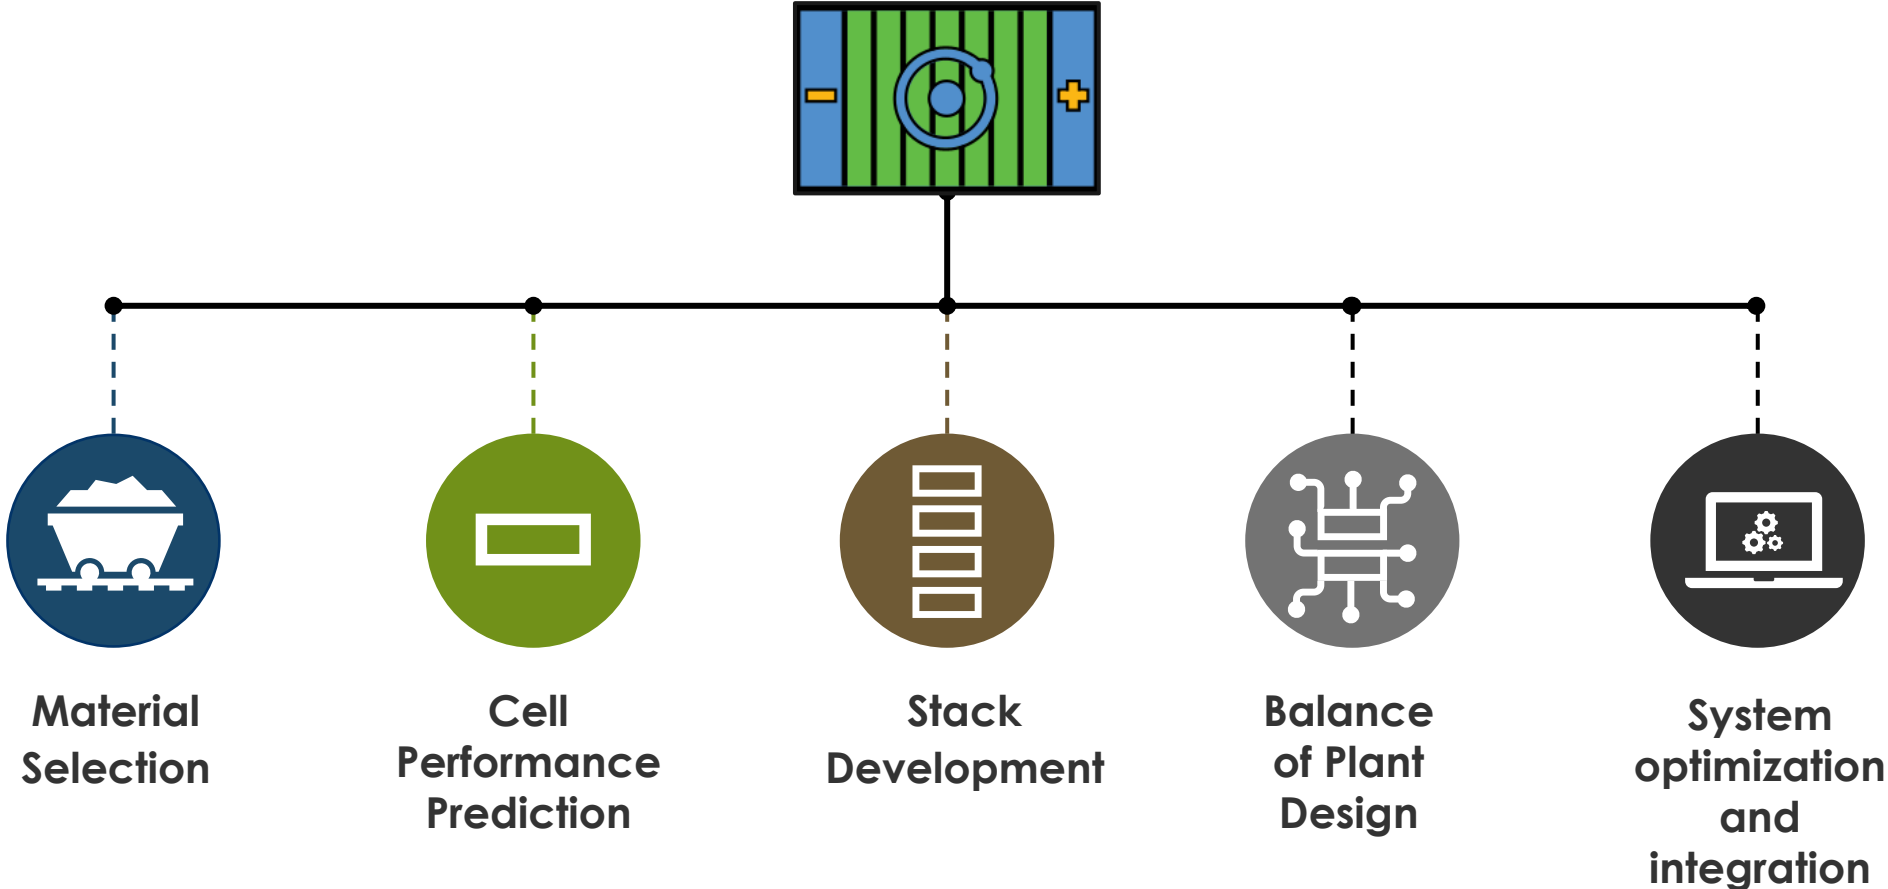 Material
Selection
Cell
Performance
Prediction
Stack
Development
Balance
of Plant
Design
System
optimization
and
integration